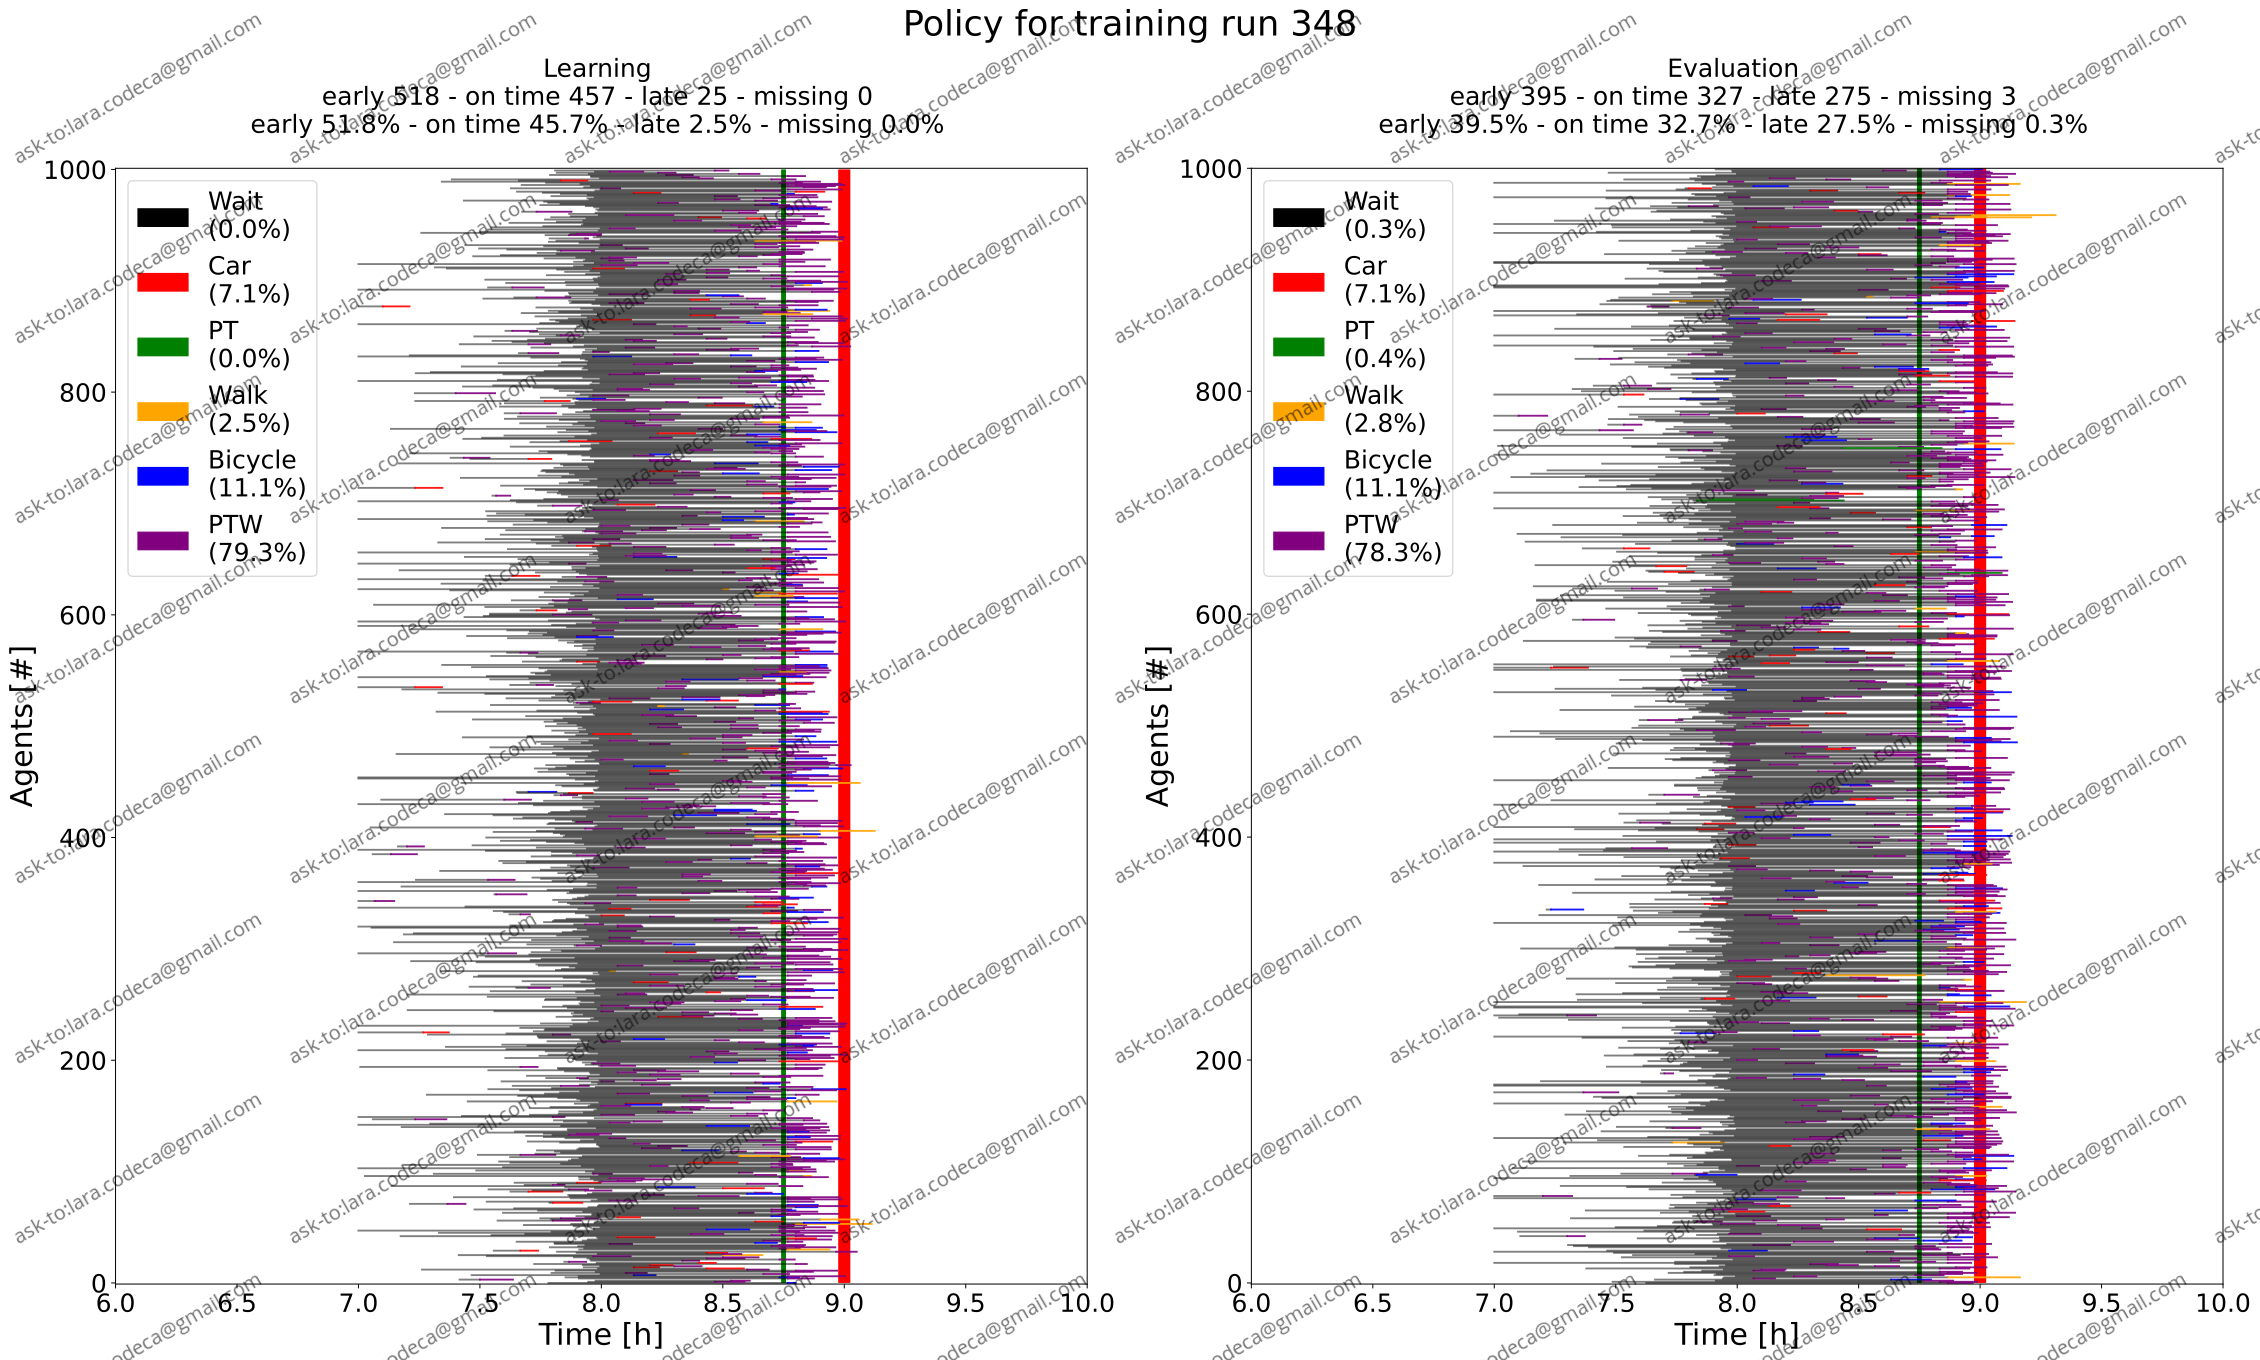 Policy for training run 348
Learning
early 518 - on time 457 - late 25 - missing 0
early 51.8% - on time 45.7% - late 2.5% - missing 0.0%
1000
800
600
400
200
0
Agents [#]
Wait
(0.0%)
Car
(7.1%)
PT
(0.0%)
Walk
(2.5%)
Bicycle
(11.1%)
PTW
(79.3%)
6.0 6.5 7.0 7.5 8.0 8.5 9.0 9.5 10.0
Time [h]
Evaluation
early 395 - on time 327 - late 275 - missing 3
early 39.5% - on time 32.7% - late 27.5% - missing 0.3%
1000
800
600
400
200
0
Agents [#]
Wait
(0.3%)
Car
(7.1%)
PT
(0.4%)
Walk
(2.8%)
Bicycle
(11.1%)
PTW
(78.3%)
6.0 6.5 7.0 7.5 8.0 8.5 9.0 9.5 10.0
Time [h]
ask-to:lara.codeca@gmail.com